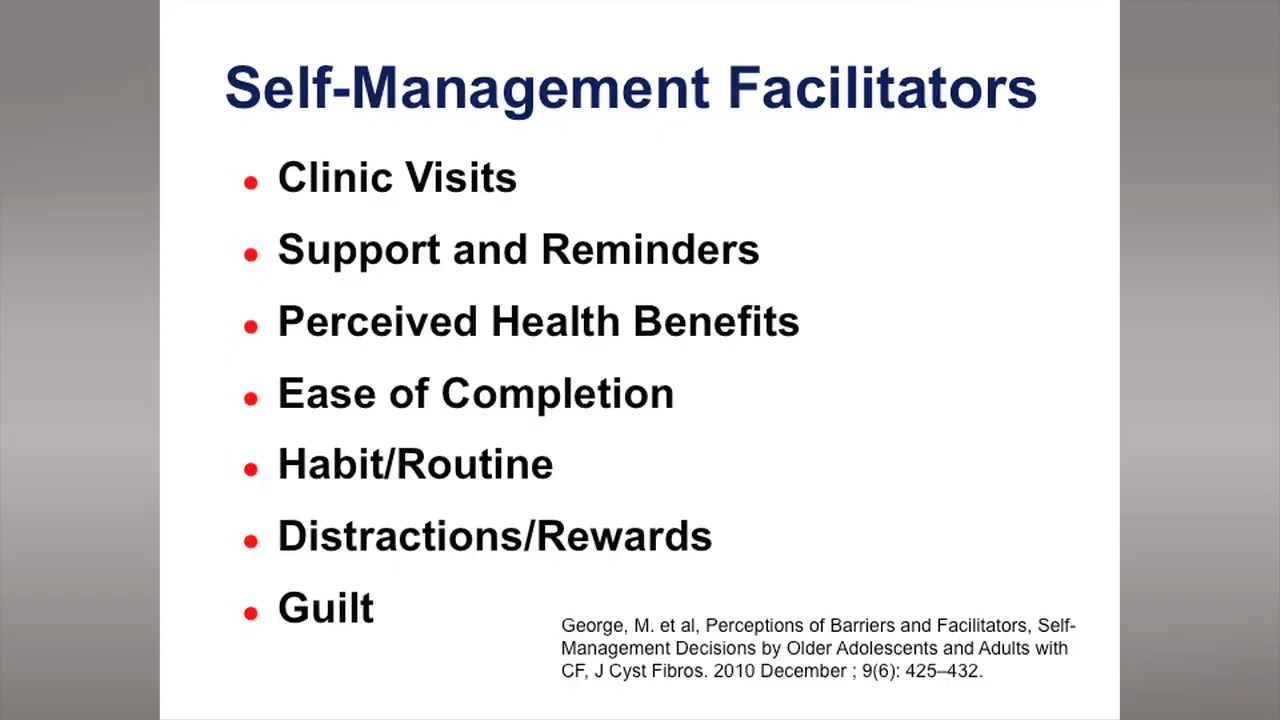 Self-Management Facilitators
• Clinic Visits
• Support and Reminders
• Perceived Health Benefits
• Ease of Completion
• Habit/Routine
• Distractions/Rewards
• Guilt
George, M. et al, Perceptions of Barriers and Facilitators, Self-
Management Decisions by Older Adolescents and Adults with
CF, J Cyst Fibros. 2010 December ; 9(6): 425–432.